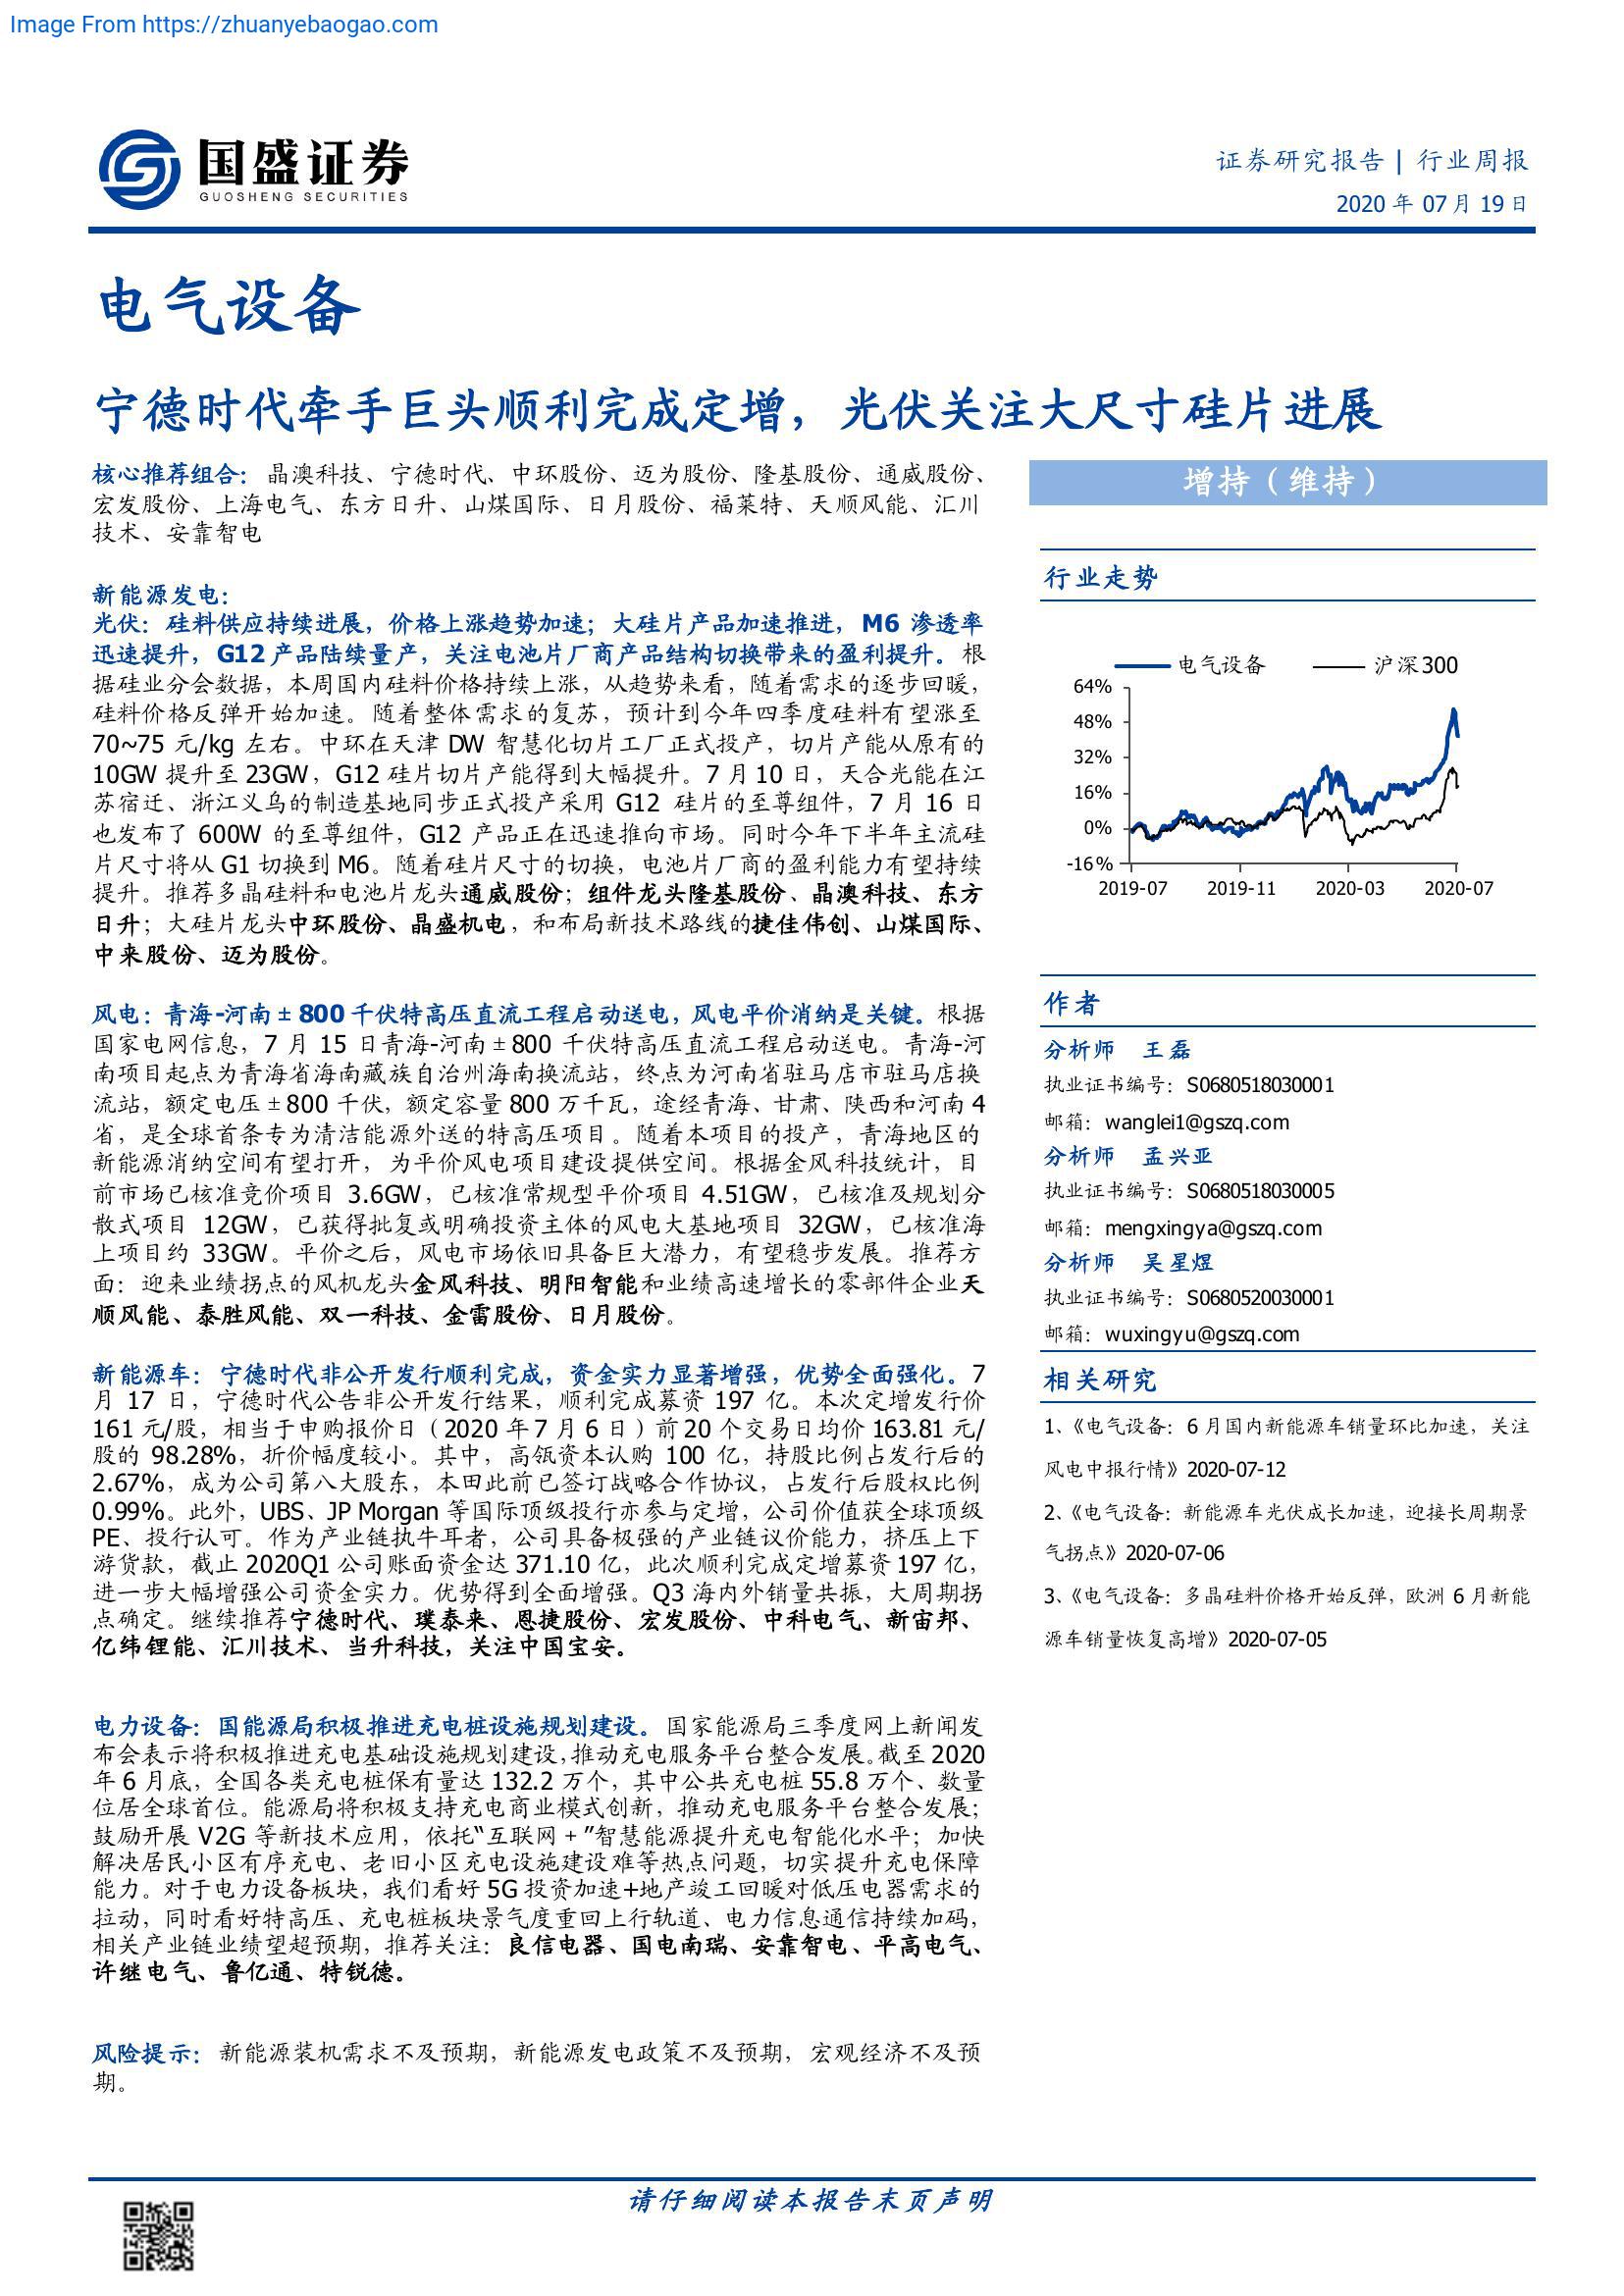 Image From https://zhuanyebaogao.com
国盛证券
GUOSHENG SECURITIES
证券研究报告 | 行业周报
2020 年 07月 19日
电气设备
宁德时代牵手巨头顺利完成定增，光伏关注大尺寸硅片进展
核心推荐组合：晶澳科技、宁德时代、中环股份、迈为股份、隆基股份、通威股份、
宏发股份、上海电气、东方日升、山煤国际、日月股份、福莱特、天顺风能、汇川
技术、安靠智电
新能源发电：
光伏：硅料供应持续进展，价格上涨趋势加速；大硅片产品加速推进，M6 渗透率
迅速提升，G12 产品陆续量产，关注电池片厂商产品结构切换带来的盈利提升。根
据硅业分会数据，本周国内硅料价格持续上涨，从趋势来看，随着需求的逐步回暖，
硅料价格反弹开始加速。随着整体需求的复苏，预计到今年四季度硅料有望涨至
70~75 元/kg 左右。中环在天津 DW 智慧化切片工厂正式投产，切片产能从原有的
10GW 提升至 23GW，G12 硅片切片产能得到大幅提升。7 月 10 日，天合光能在江
苏宿迁、浙江义乌的制造基地同步正式投产采用 G12 硅片的至尊组件，7 月 16 日
也发布了 600W 的至尊组件，G12 产品正在迅速推向市场。同时今年下半年主流硅
片尺寸将从 G1 切换到 M6。随着硅片尺寸的切换，电池片厂商的盈利能力有望持续
提升。推荐多晶硅料和电池片龙头通威股份；组件龙头隆基股份、晶澳科技、东方
日升；大硅片龙头中环股份、晶盛机电，和布局新技术路线的捷佳伟创、山煤国际、
中来股份、迈为股份。
风电：青海-河南±800 千伏特高压直流工程启动送电，风电平价消纳是关键。根据
国家电网信息，7 月 15 日青海-河南±800 千伏特高压直流工程启动送电。青海-河
南项目起点为青海省海南藏族自治州海南换流站，终点为河南省驻马店市驻马店换
流站，额定电压±800 千伏，额定容量 800 万千瓦，途经青海、甘肃、陕西和河南 4
省，是全球首条专为清洁能源外送的特高压项目。随着本项目的投产，青海地区的
新能源消纳空间有望打开，为平价风电项目建设提供空间。根据金风科技统计，目
前市场已核准竞价项目 3.6GW，已核准常规型平价项目 4.51GW，已核准及规划分
散式项目 12GW，已获得批复或明确投资主体的风电大基地项目 32GW，已核准海
上项目约 33GW。平价之后，风电市场依旧具备巨大潜力，有望稳步发展。推荐方
面：迎来业绩拐点的风机龙头金风科技、明阳智能和业绩高速增长的零部件企业天
顺风能、泰胜风能、双一科技、金雷股份、日月股份。
新能源车：宁德时代非公开发行顺利完成，资金实力显著增强，优势全面强化。7
月 17 日，宁德时代公告非公开发行结果，顺利完成募资 197 亿。本次定增发行价
161 元/股，相当于申购报价日（2020 年 7 月 6 日）前 20 个交易日均价 163.81 元/
股的 98.28%，折价幅度较小。其中，高瓴资本认购 100 亿，持股比例占发行后的
2.67%，成为公司第八大股东，本田此前已签订战略合作协议，占发行后股权比例
0.99%。此外，UBS、JP Morgan 等国际顶级投行亦参与定增，公司价值获全球顶级
PE、投行认可。作为产业链执牛耳者，公司具备极强的产业链议价能力，挤压上下
游货款，截止 2020Q1 公司账面资金达 371.10 亿，此次顺利完成定增募资 197 亿，
进一步大幅增强公司资金实力。优势得到全面增强。Q3 海内外销量共振，大周期拐
点确定。继续推荐宁德时代、璞泰来、恩捷股份、宏发股份、中科电气、新宙邦、
亿纬锂能、汇川技术、当升科技，关注中国宝安。
电力设备：国能源局积极推进充电桩设施规划建设。国家能源局三季度网上新闻发
布会表示将积极推进充电基础设施规划建设,推动充电服务平台整合发展。截至 2020
年 6 月底，全国各类充电桩保有量达 132.2 万个，其中公共充电桩 55.8 万个、数量
位居全球首位。能源局将积极支持充电商业模式创新，推动充电服务平台整合发展；
鼓励开展 V2G 等新技术应用，依托“互联网+”智慧能源提升充电智能化水平；加快
解决居民小区有序充电、老旧小区充电设施建设难等热点问题，切实提升充电保障
能力。对于电力设备板块，我们看好 5G 投资加速+地产竣工回暖对低压电器需求的
拉动，同时看好特高压、充电桩板块景气度重回上行轨道、电力信息通信持续加码，
相关产业链业绩望超预期，推荐关注：良信电器、国电南瑞、安靠智电、平高电气、
许继电气、鲁亿通、特锐德。
风险提示：新能源装机需求不及预期，新能源发电政策不及预期，宏观经济不及预
期。
增持（维持）
行业走势
电气设备 沪深300
64%
48%
32%
16%
0%
-16%
2019-07 2019-11 2020-03 2020-07
作者
分析师 王磊
执业证书编号：S0680518030001
邮箱：wanglei1@gszq.com
分析师 孟兴亚
执业证书编号：S0680518030005
邮箱：mengxingya@gszq.com
分析师 吴星煜
执业证书编号：S0680520030001
邮箱：wuxingyu@gszq.com
相关研究
1、《电气设备：6 月国内新能源车销量环比加速，关注
风电中报行情》2020-07-12
2、《电气设备：新能源车光伏成长加速，迎接长周期景
气拐点》2020-07-06
3、《电气设备：多晶硅料价格开始反弹，欧洲 6 月新能
源车销量恢复高增》2020-07-05
请仔细阅读本报告末页声明